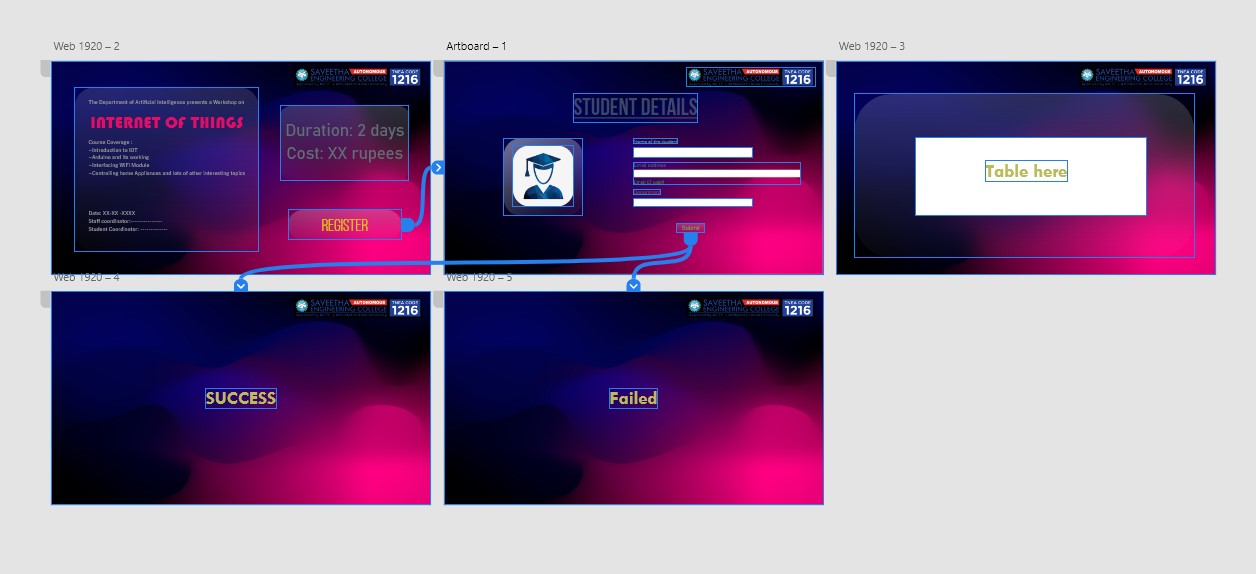 Web 1920 – 2
SAVEETHA AUTONOMOUS
ENGINEERING COLLEGE
TNEA CODE
1216
The Department of Artificial Intelligence presents a Workshop on
INTERNET OF THINGS
Course Coverage :
~Introduction to IOT
~Arduino and its working
~Interfacing WiFi Module
~Controlling home Appliances and lots of other interesting topics
Date: XX-XX -XXXX
Staff coordinator:---------------
Student Coordinator: -------------
Duration: 2 days
Cost: XX rupees
REGISTER
Artboard – 1
SAVEETHA AUTONOMOUS
ENGINEERING COLLEGE
TNEA CODE
1216
STUDENT DETAILS
Name of the student
Email address
Submit
Web 1920 – 3
SAVEETHA AUTONOMOUS
ENGINEERING COLLEGE
TNEA CODE
1216
Table here
Web 1920 – 4
SAVEETHA AUTONOMOUS
ENGINEERING COLLEGE
TNEA CODE
1216
SUCCESS
Web 1920 – 5
SAVEETHA AUTONOMOUS
ENGINEERING COLLEGE
TNEA CODE
1216
Failed